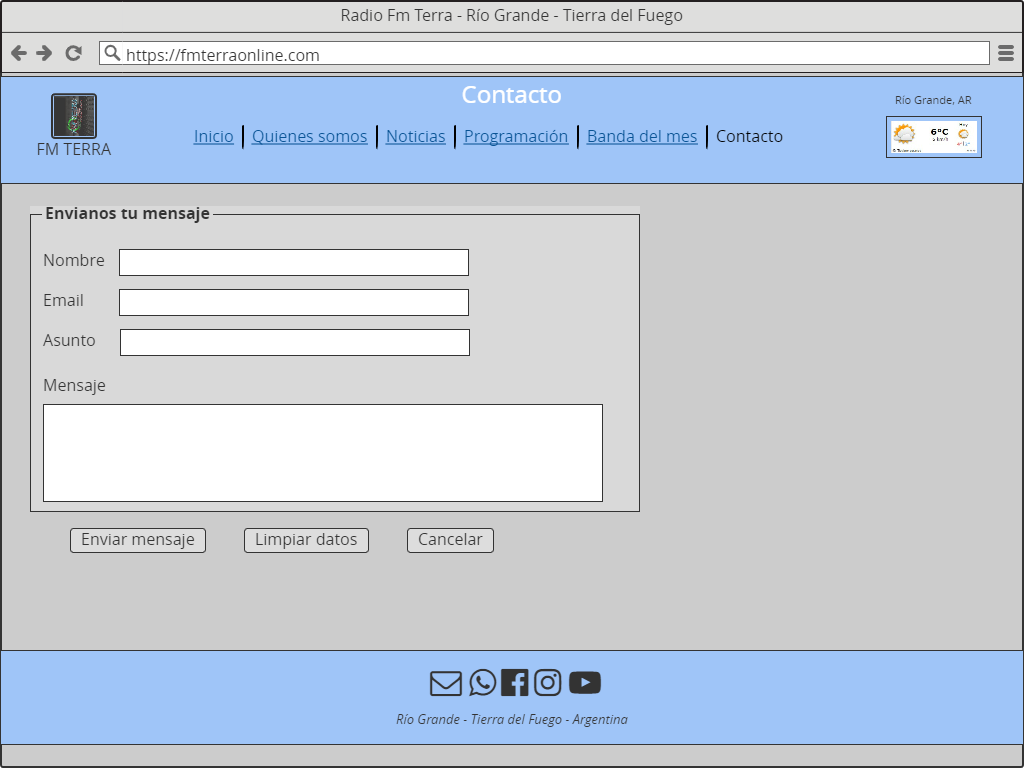 Radio Fm Terra - Río Grande - Tierra del Fuego
https://fmterraonline.com
Contacto
Río Grande, AR
FM TERRA
Inicio | Quienes somos | Noticias | Programación | Banda del mes | Contacto
6°C
Envianos tu mensaje
Nombre
Email
Asunto
Mensaje
Enviar mensaje Limpiar datos Cancelar
Río Grande - Tierra del Fuego - Argentina